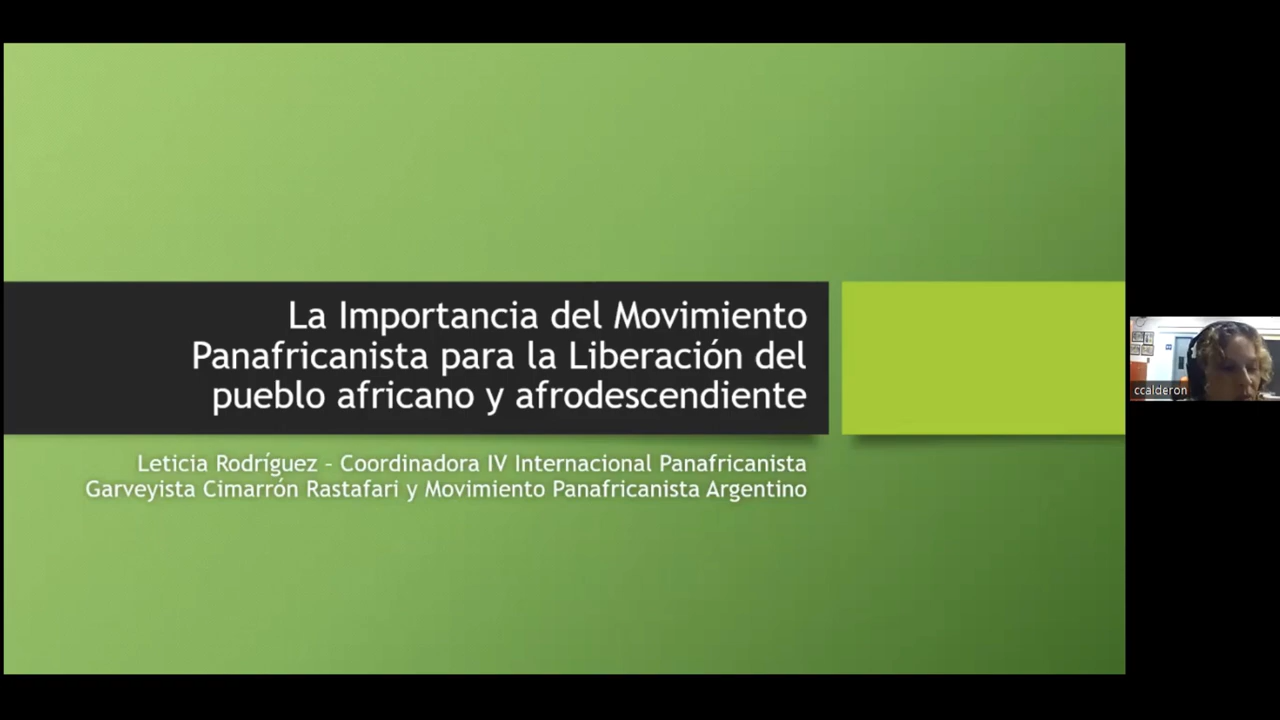 La Importancia del Movimiento
Panafricanista para la Liberación del
pueblo africano y afrodescendiente
Leticia Rodríguez – Coordinadora IV Internacional Panafricanista
Garveyista Cimarrón Rastafari y Movimiento Panafricanista Argentino
ccalderon